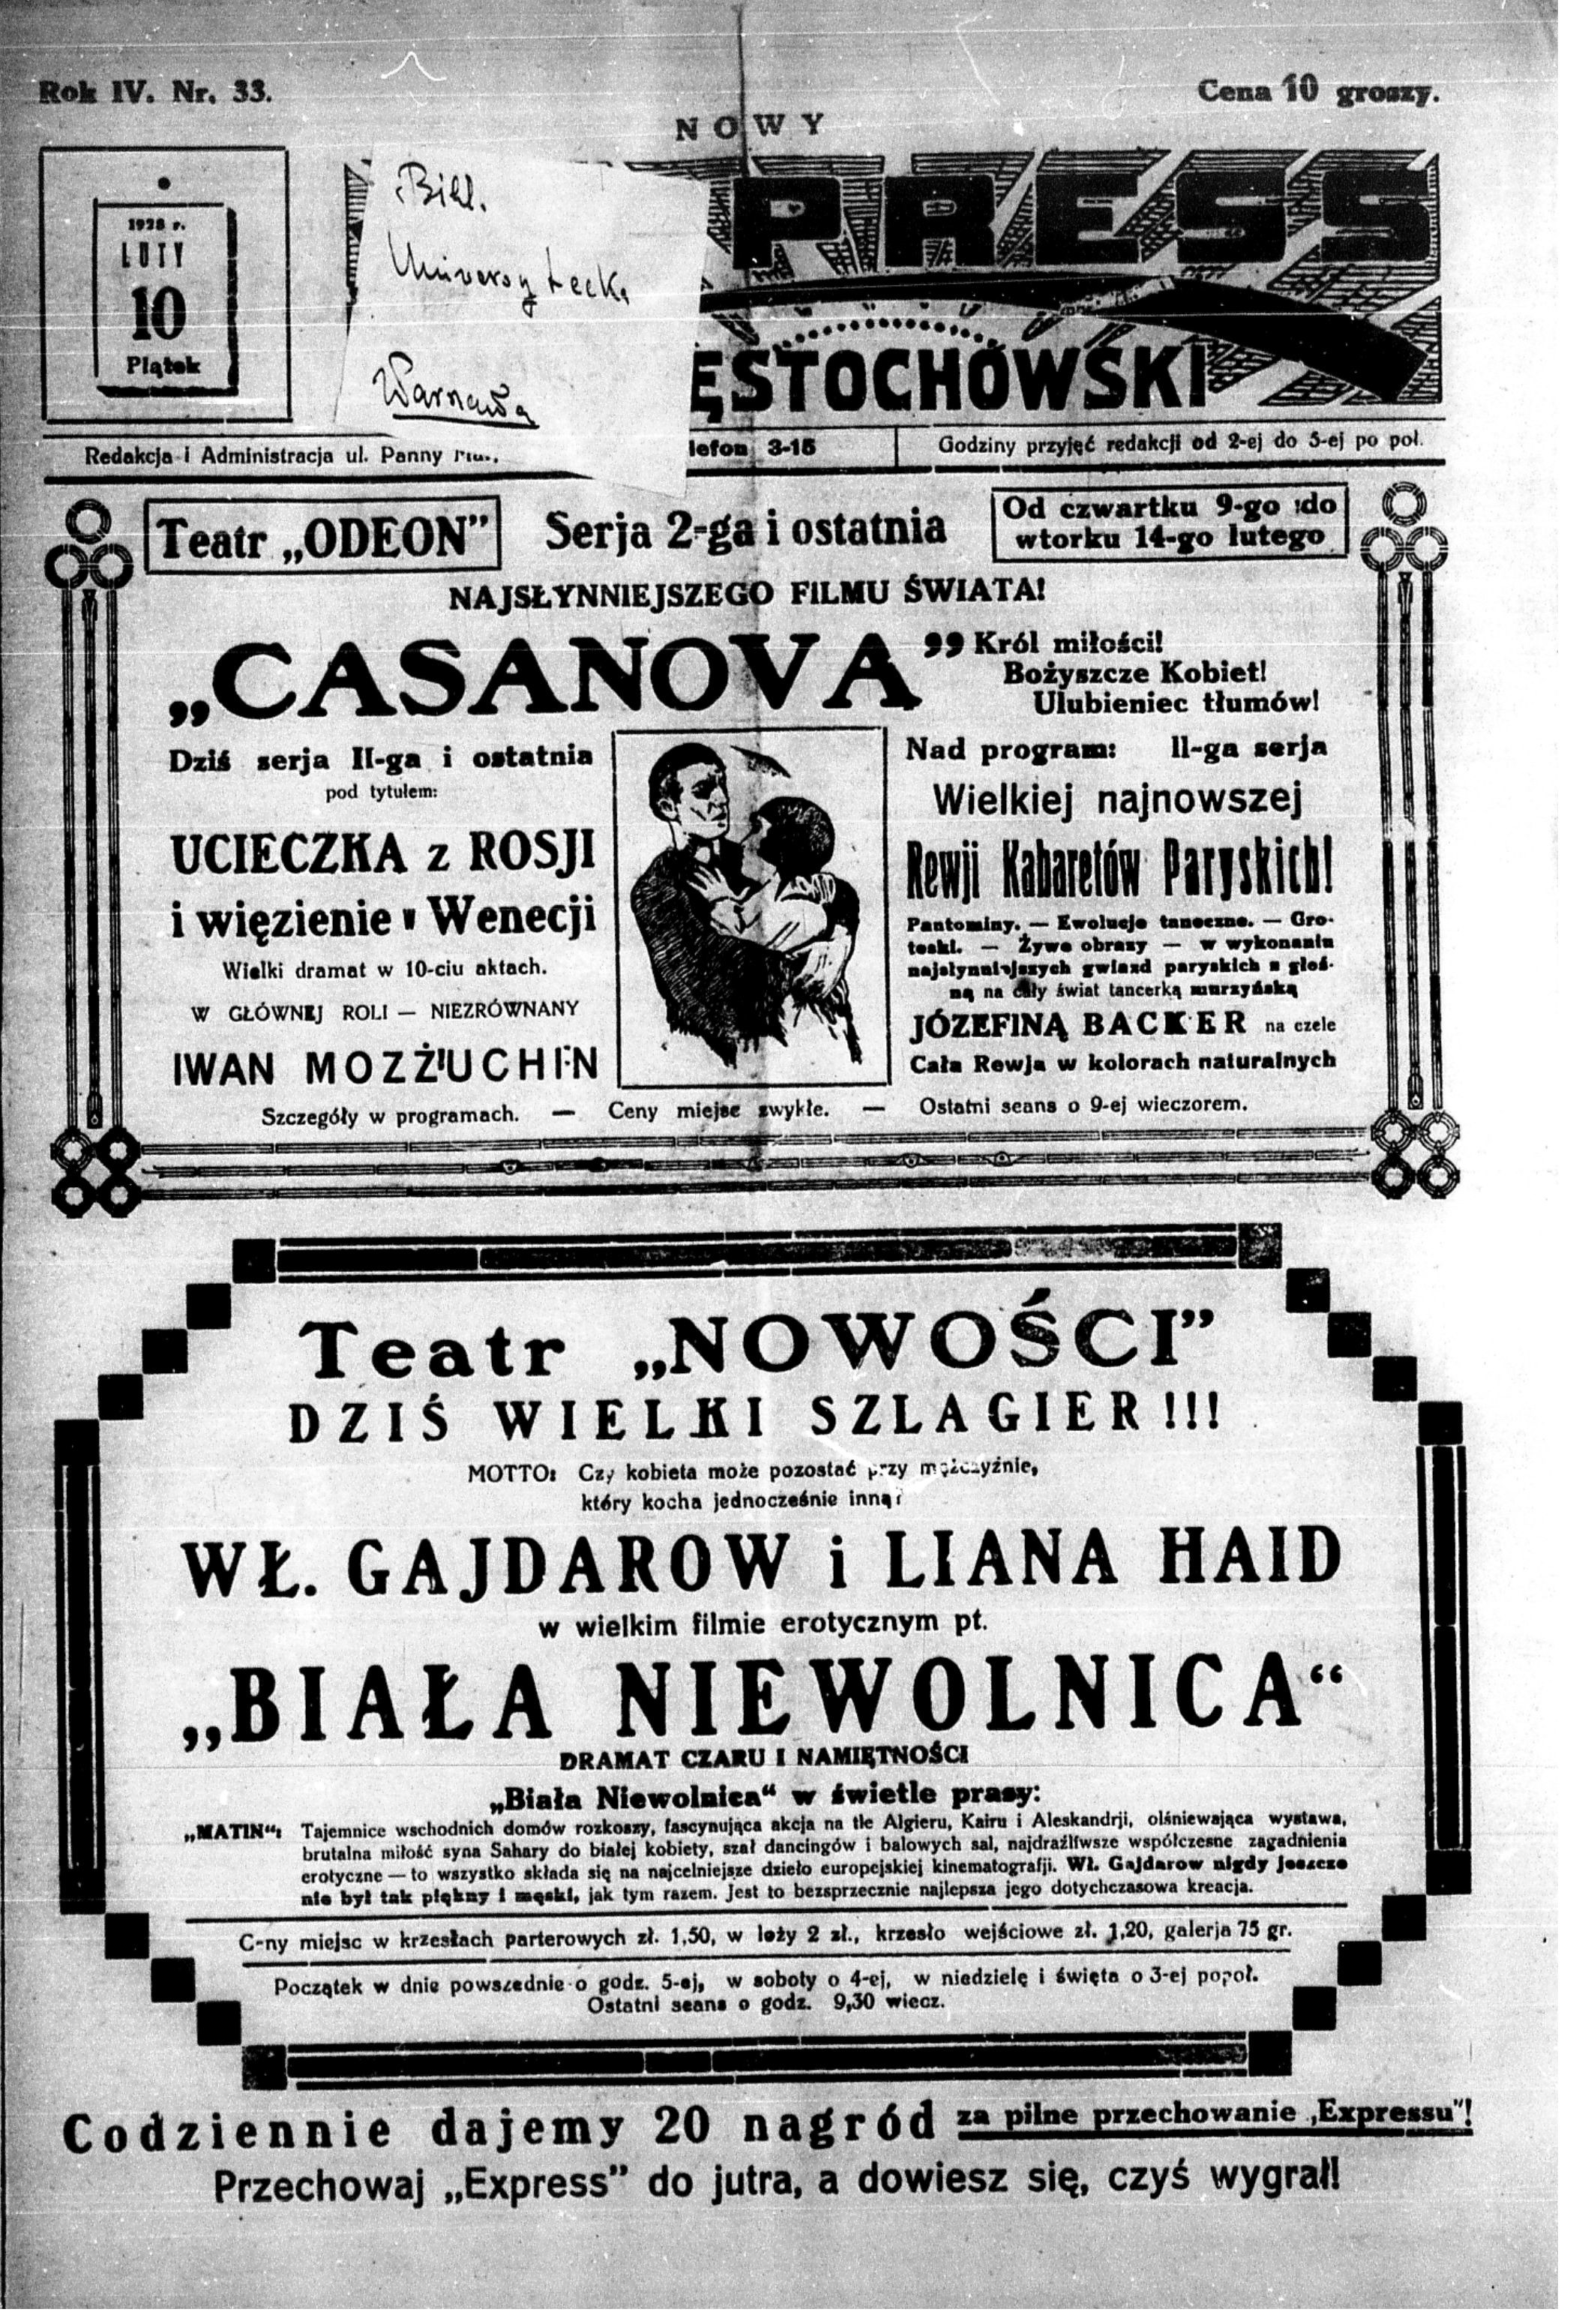 Rok IV. Nr. 33.
Cena 10 groszy.
NOWY
1928 r.
LUTY
10
Piątek
Bibl.
Uniwersytecka
Warszawa
PRESS
ĘSTOCHOWSKI
Redakcja i Administracja ul. Panny
lefon 3-15
Godziny przyjęć redakcji od 2-ej do 5-ej po poł.
Teatr „ODEON”
Serja 2-ga i ostatnia
Od czwartku 9-go do
wtorku 14-go lutego
NAJSŁYNNIEJSZEGO FILMU ŚWIATA!
„CASANOVA”
Król miłości!
Bożyszcze Kobiet!
Ulubieniec tłumów!
Dziś serja II-ga i ostatnia
pod tytułem:
UCIECZKA z ROSJI
i więzienie w Wenecji
Wielki dramat w 10-ciu aktach.
W GŁÓWNEJ ROLI — NIEZRÓWNANY
IWAN MOZŻUCHIN
Nad program: II-ga serja
Wielkiej najnowszej
Rewji Kabaretów Paryskich!
Pantominy. — Ewolucje taneczne. — Gro-
teski. — Żywe obrazy — w wykonaniu
najsłynniejszych gwiazd paryskich z głoś-
ną na cały świat tancerką murzyńską
JÓZEFINĄ BACKER na czele
Cała Rewja w kolorach naturalnych
Szczegóły w programach. — Ceny miejsc zwykłe. — Ostatni seans o 9-ej wieczorem.
Teatr „NOWOŚCI”
DZIŚ WIELKI SZLAGIER!!!
MOTTO: Czy kobieta może pozostać przy mężczyźnie,
który kocha jednocześnie inną?
WŁ. GAJDAROW i LIANA HAID
w wielkim filmie erotycznym pt.
„BIAŁA NIEWOLNICA“
DRAMAT CZARU I NAMIĘTNOŚCI
„Biała Niewolnica“ w świetle prasy:
„MATIN“: Tajemnice wschodnich domów rozkoszy, fascynująca akcja na tle Algieru, Kairu i Aleskandrji, olśniewająca wystawa,
brutalna miłość syna Sahary do białej kobiety, szał dancingów i balowych sal, najdraźliwsze współczesne zagadnienia
erotyczne — to wszystko składa się na najcelniejsze dzieło europejskiej kinematografji. Wł. Gajdarow nigdy jeszcze
nie był tak piękny i męski, jak tym razem. Jest to bezsprzecznie najlepsza jego dotychczasowa kreacja.
C-ny miejsc w krzesłach parterowych zł. 1,50, w loży 2 zł., krzesło wejściowe zł. 1,20, galerja 75 gr.
Początek w dnie powszednie o godz. 5-ej, w soboty o 4-ej, w niedzielę i święta o 3-ej popoł.
Ostatni seans o godz. 9,30 wiecz.
Codziennie dajemy 20 nagród za pilne przechowanie „Expressu”!
Przechowaj „Express” do jutra, a dowiesz się, czyś wygrał!